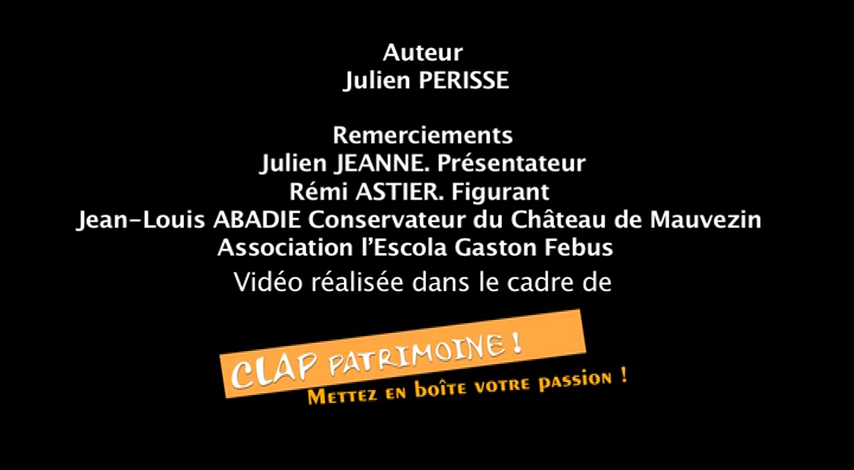 Auteur
Julien PERISSE
Remerciements
Julien JEANNE. Présentateur
Rémi ASTIER. Figurant
Jean-Louis ABADIE Conservateur du Château de Mauvezin
Association l’Escola Gaston Febus
Vidéo réalisée dans le cadre de
CLAP PATRIMOINE !
METTEZ EN BOÎTE VOTRE PASSION !